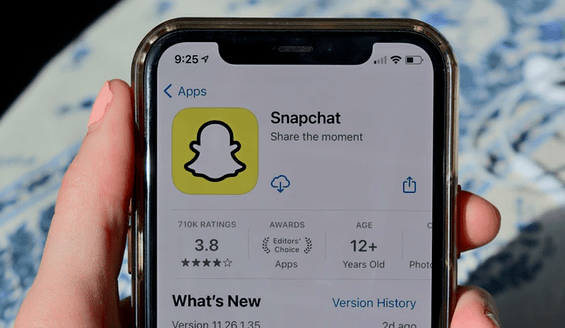 9:25
Apps
Snapchat
Share the moment
710K RATINGS
3.8
AWARDS
Editors'
Choice
Apps
AGE
12+
Years Old
C
Photo
What's New
Version History
Version 11.26.1.35
2d ago